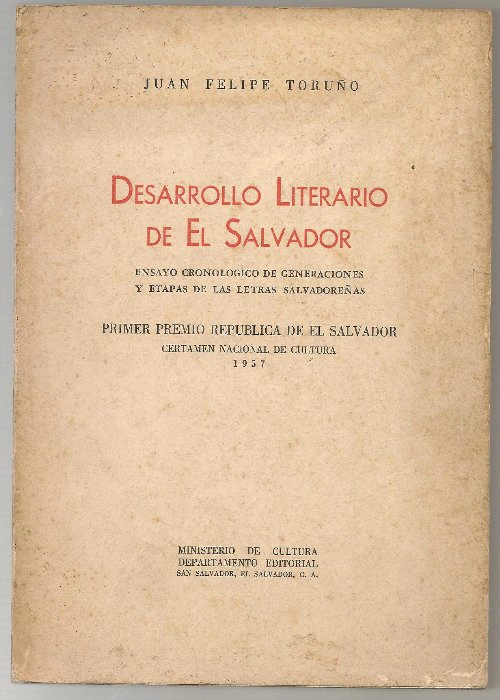 JUAN FELIPE TORUÑO
DESARROLLO LITERARIO
DE EL SALVADOR
ENSAYO CRONOLOGICO DE GENERACIONES
Y ETAPAS DE LAS LETRAS SALVADOREÑAS
PRIMER PREMIO REPUBLICA DE EL SALVADOR
CERTAMEN NACIONAL DE CULTURA
1957
MINISTERIO DE CULTURA
DEPARTAMENTO EDITORIAL
SAN SALVADOR, EL SALVADOR, C. A.